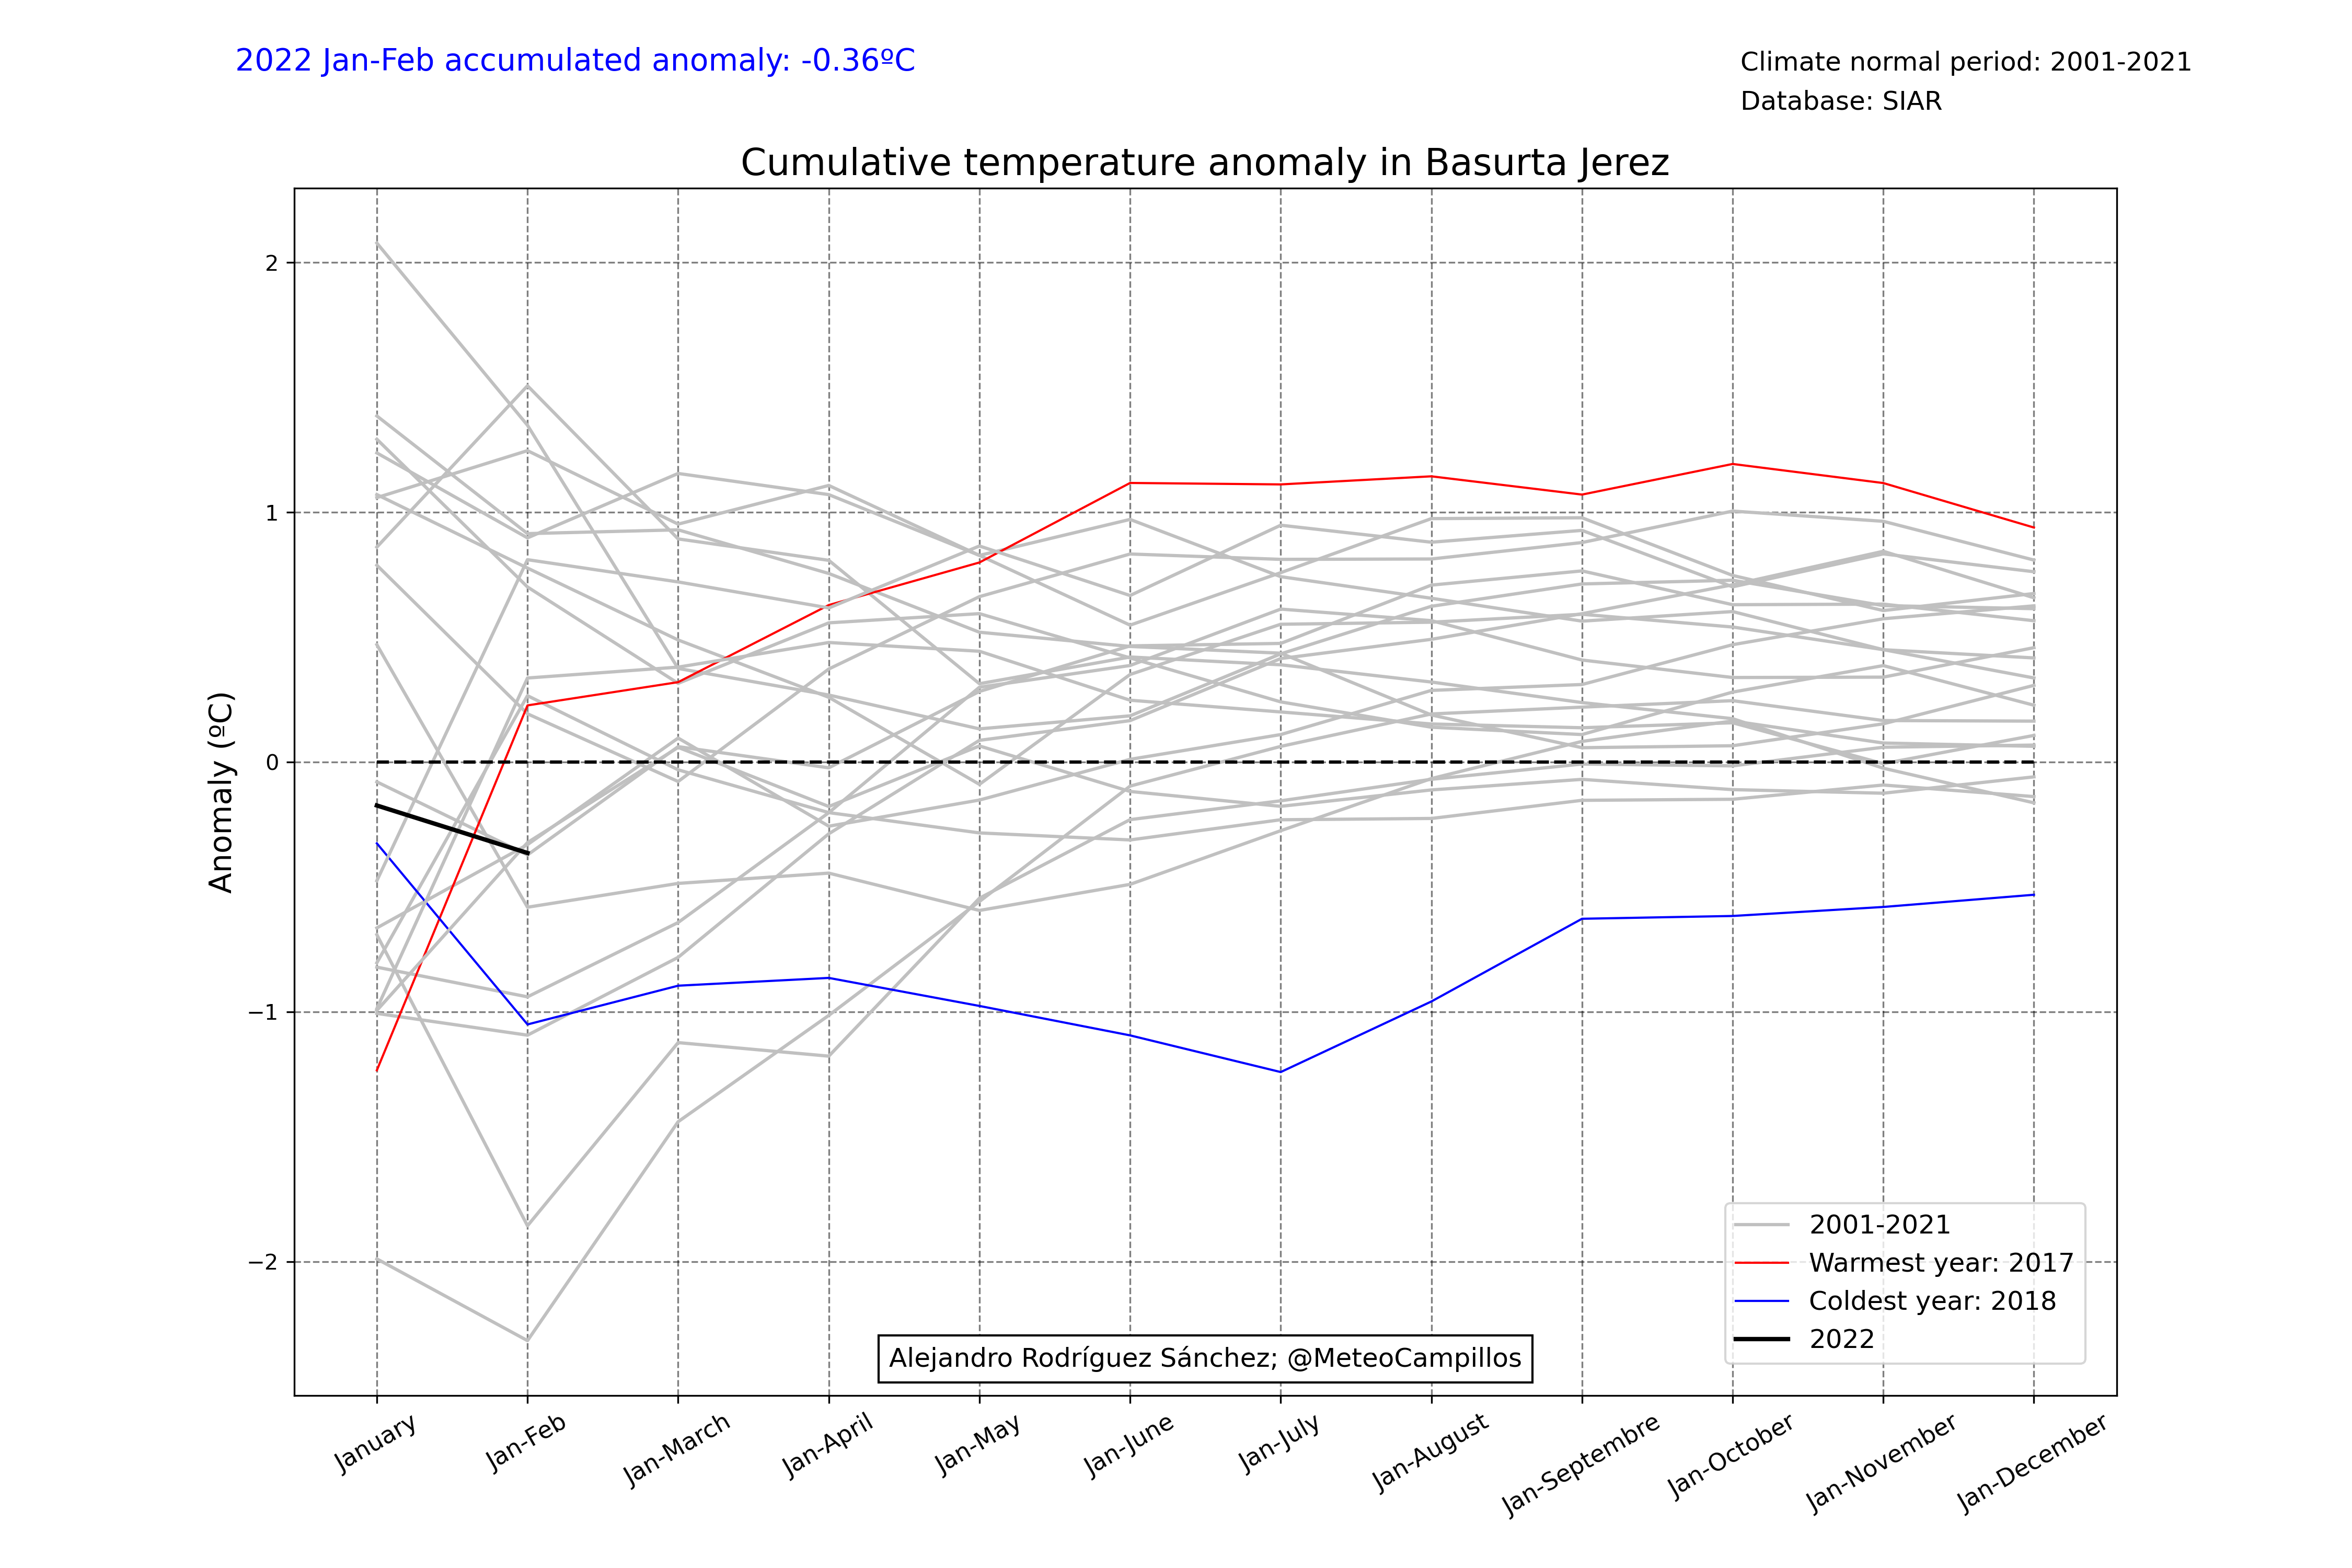 2022 Jan-Feb accumulated anomaly: -0.36ºC
Climate normal period: 2001-2021
Database: SIAR
Cumulative temperature anomaly in Basurta Jerez
Anomaly (ºC)
2
1
0
−1
−2
2001-2021
Warmest year: 2017
Coldest year: 2018
2022
Alejandro Rodríguez Sánchez; @MeteoCampillos
January
Jan-Feb
Jan-March
Jan-April
Jan-May
Jan-June
Jan-July
Jan-August
Jan-Septembre
Jan-October
Jan-November
Jan-December